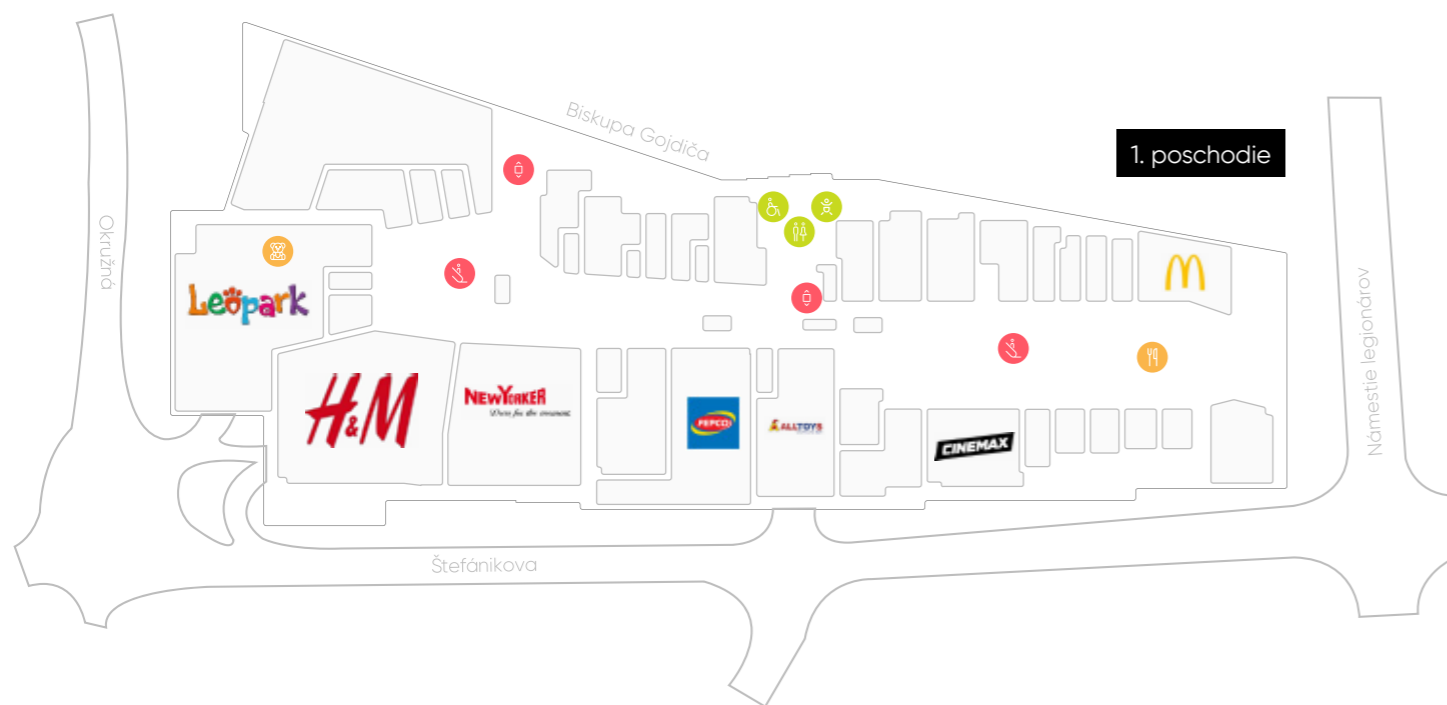 Biskupa Gojdiča
1. poschodie
Okružná
Leopark
Námestie legionárov
H&M
NEWYORKER
Dress for the moment.
PEPCO
ALLTOYS
CINEMAX
Štefánikova